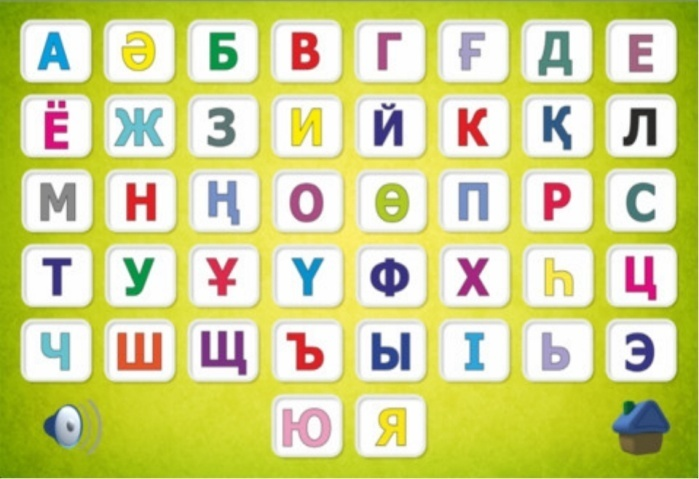 А Ә Б В Г Ғ Д Е
Ё Ж З И Й К Қ Л
М Н Ң О Ө П Р С
Т У Ұ Ү Ф Х Һ Ц
Ч Ш Щ Ъ Ы І Ь Э
Ю Я